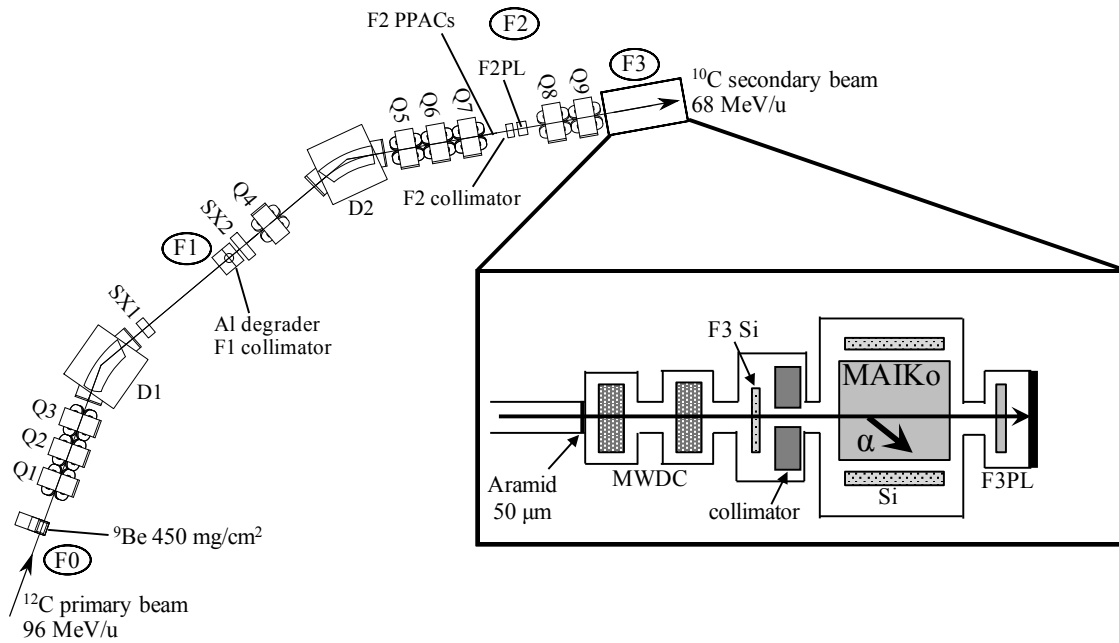 F2 PPACs
F2
F2PL
Q5
Q6
Q7
Q8
Q9
F3
¹⁰C secondary beam
68 MeV/u
F2 collimator
D2
Q4
SX2
F1
SX1
Al degrader
F1 collimator
D1
Q3
Q2
Q1
⁹Be 450 mg/cm²
F0
¹²C primary beam
96 MeV/u
F3 Si
MAIKo
α
Aramid
50 μm
MWDC
collimator
Si
F3PL